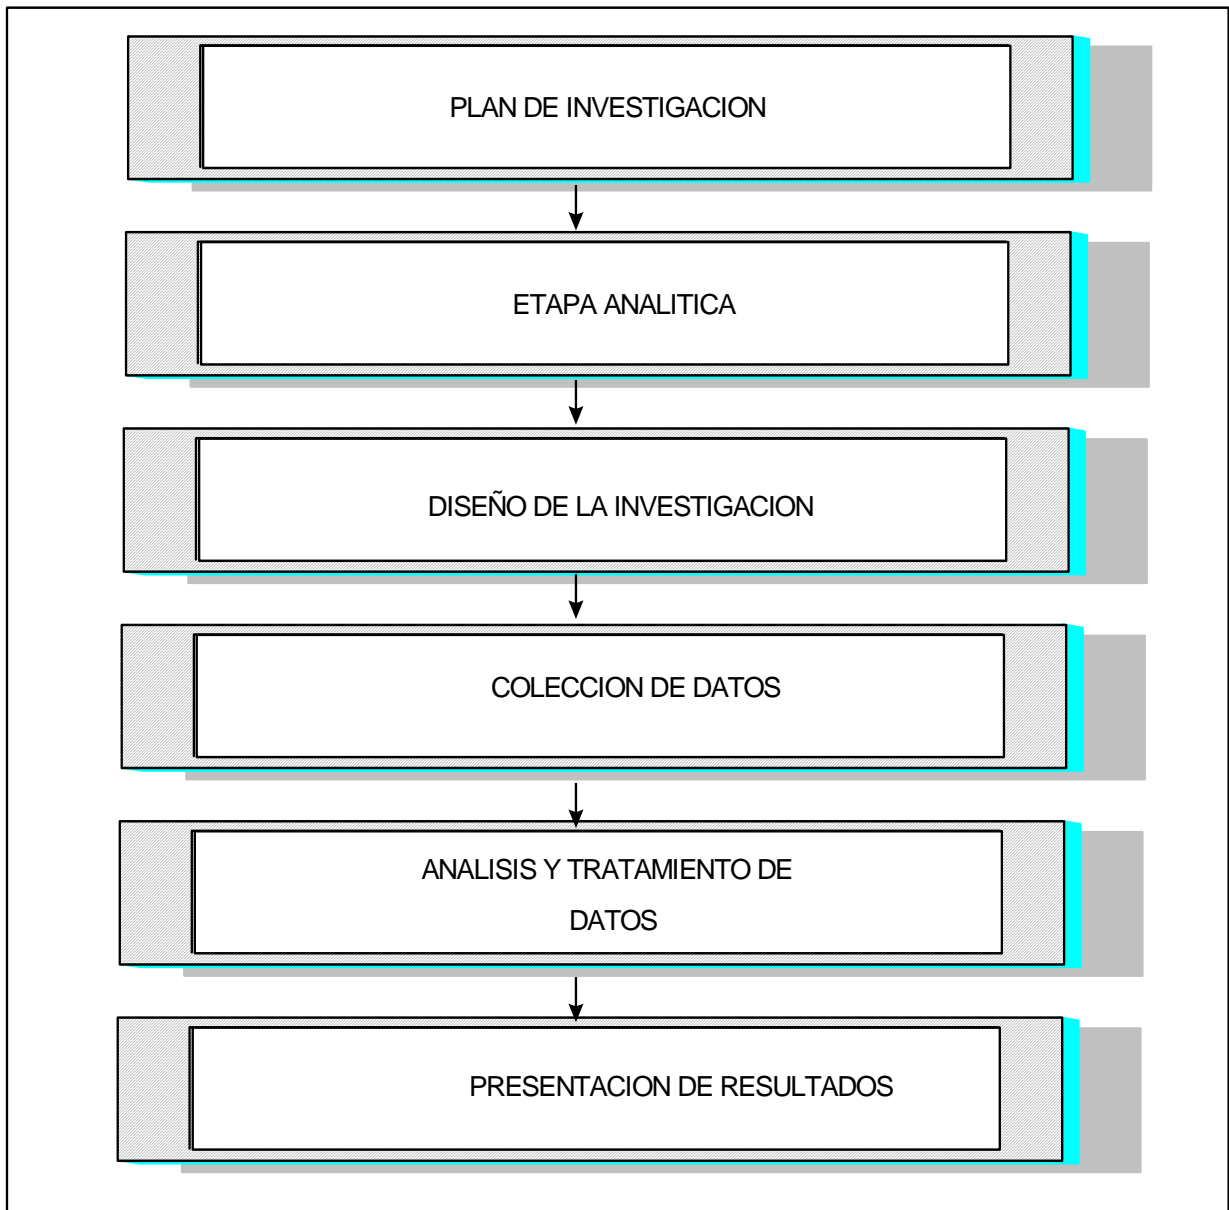 PLAN DE INVESTIGACION
ETAPA ANALITICA
DISEÑO DE LA INVESTIGACION
COLECCION DE DATOS
ANALISIS Y TRATAMIENTO DE
DATOS
PRESENTACION DE RESULTADOS